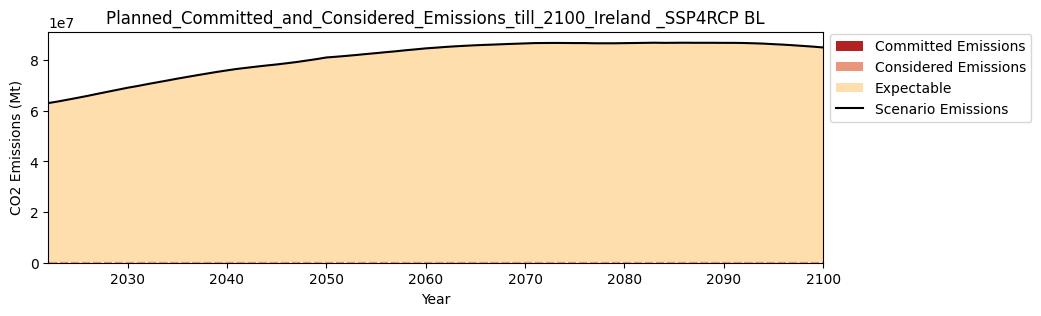 Planned_Committed_and_Considered_Emissions_till_2100_Ireland _SSP4RCP BL
1e7
8
6
4
2
0
CO2 Emissions (Mt)
2030 2040 2050 2060 2070 2080 2090 2100
Year
Committed Emissions
Considered Emissions
Expectable
Scenario Emissions